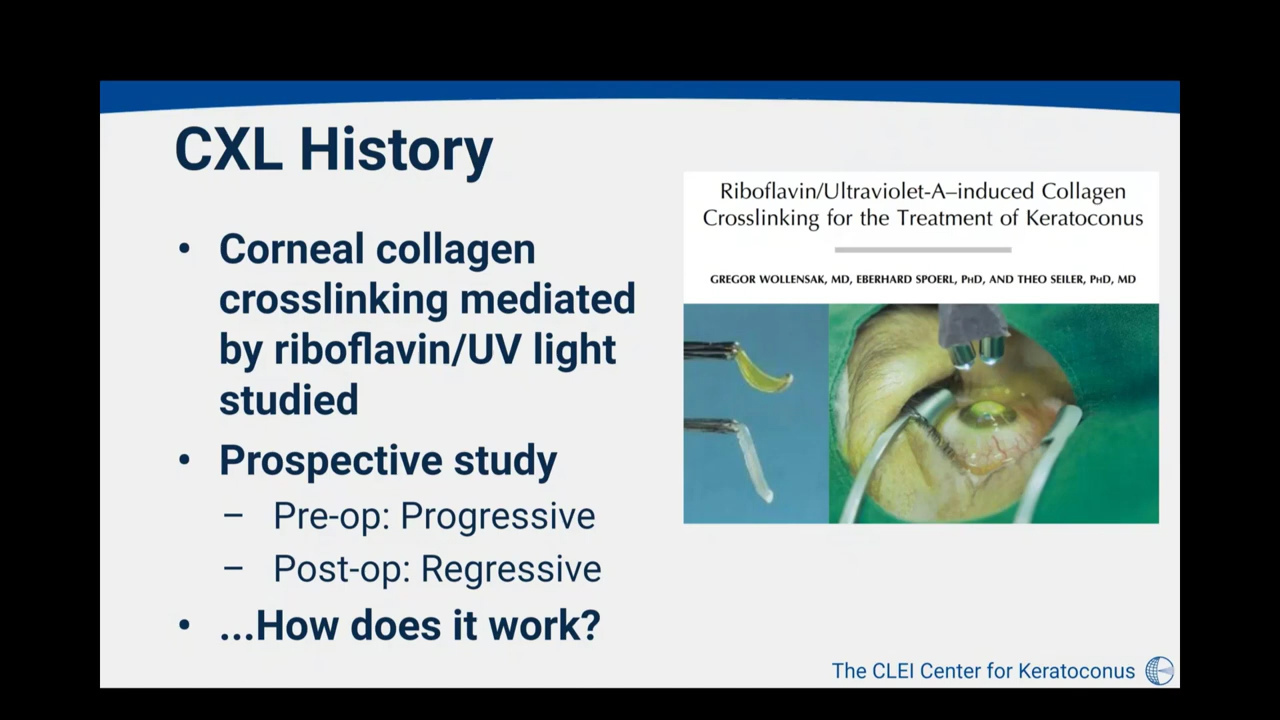 CXL History
• Corneal collagen
crosslinking mediated
by riboflavin/UV light
studied
• Prospective study
– Pre-op: Progressive
– Post-op: Regressive
• ...How does it work?
Riboflavin/Ultraviolet-A–induced Collagen
Crosslinking for the Treatment of Keratoconus
GREGOR WOLLENSAK, MD, EBERHARD SPOERL, PHD, AND THEO SEILER, PHD, MD
The CLEI Center for Keratoconus